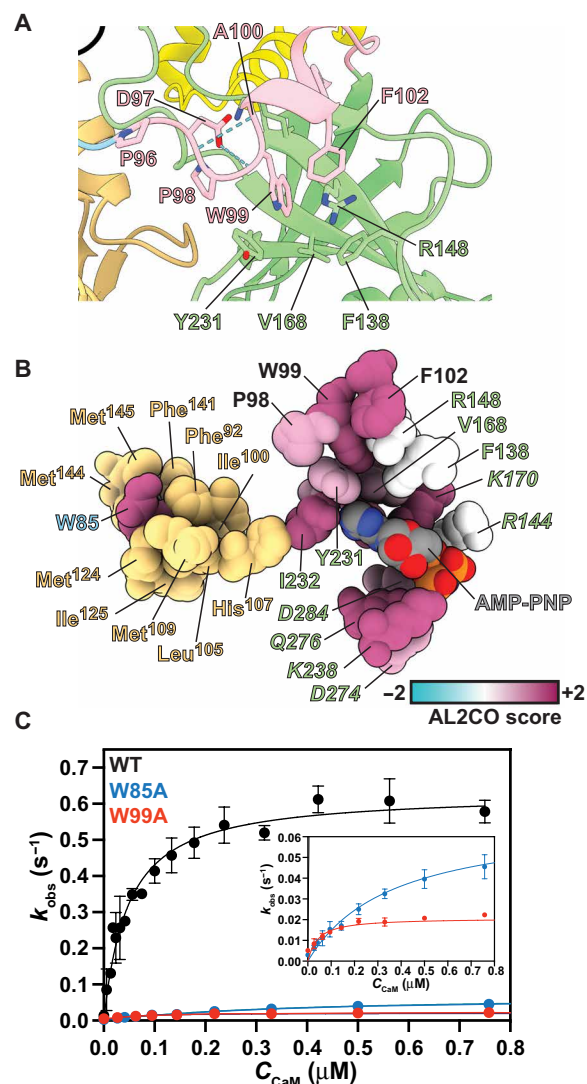 A
A100
D97
F102
P96
P98
W99
R148
Y231
V168
F138
B
W99
F102
P98
R148
V168
F138
K170
R144
Met145
Phe141
Phe92
Ile100
Met144
W85
Met124
Ile125
Met109
Leu105
His107
Y231
I232
D284
Q276
K238
D274
AMP-PNP
−2 +2
AL2CO score
C
WT
W85A
W99A
kobs (s−1)
0.7
0.6
0.5
0.4
0.3
0.2
0.1
0.0
kobs (s−1)
0.06
0.05
0.04
0.03
0.02
0.01
0.00
0.0 0.1 0.2 0.3 0.4 0.5 0.6 0.7 0.8
CCaM (μM)
0.0 0.1 0.2 0.3 0.4 0.5 0.6 0.7 0.8
CCaM (μM)